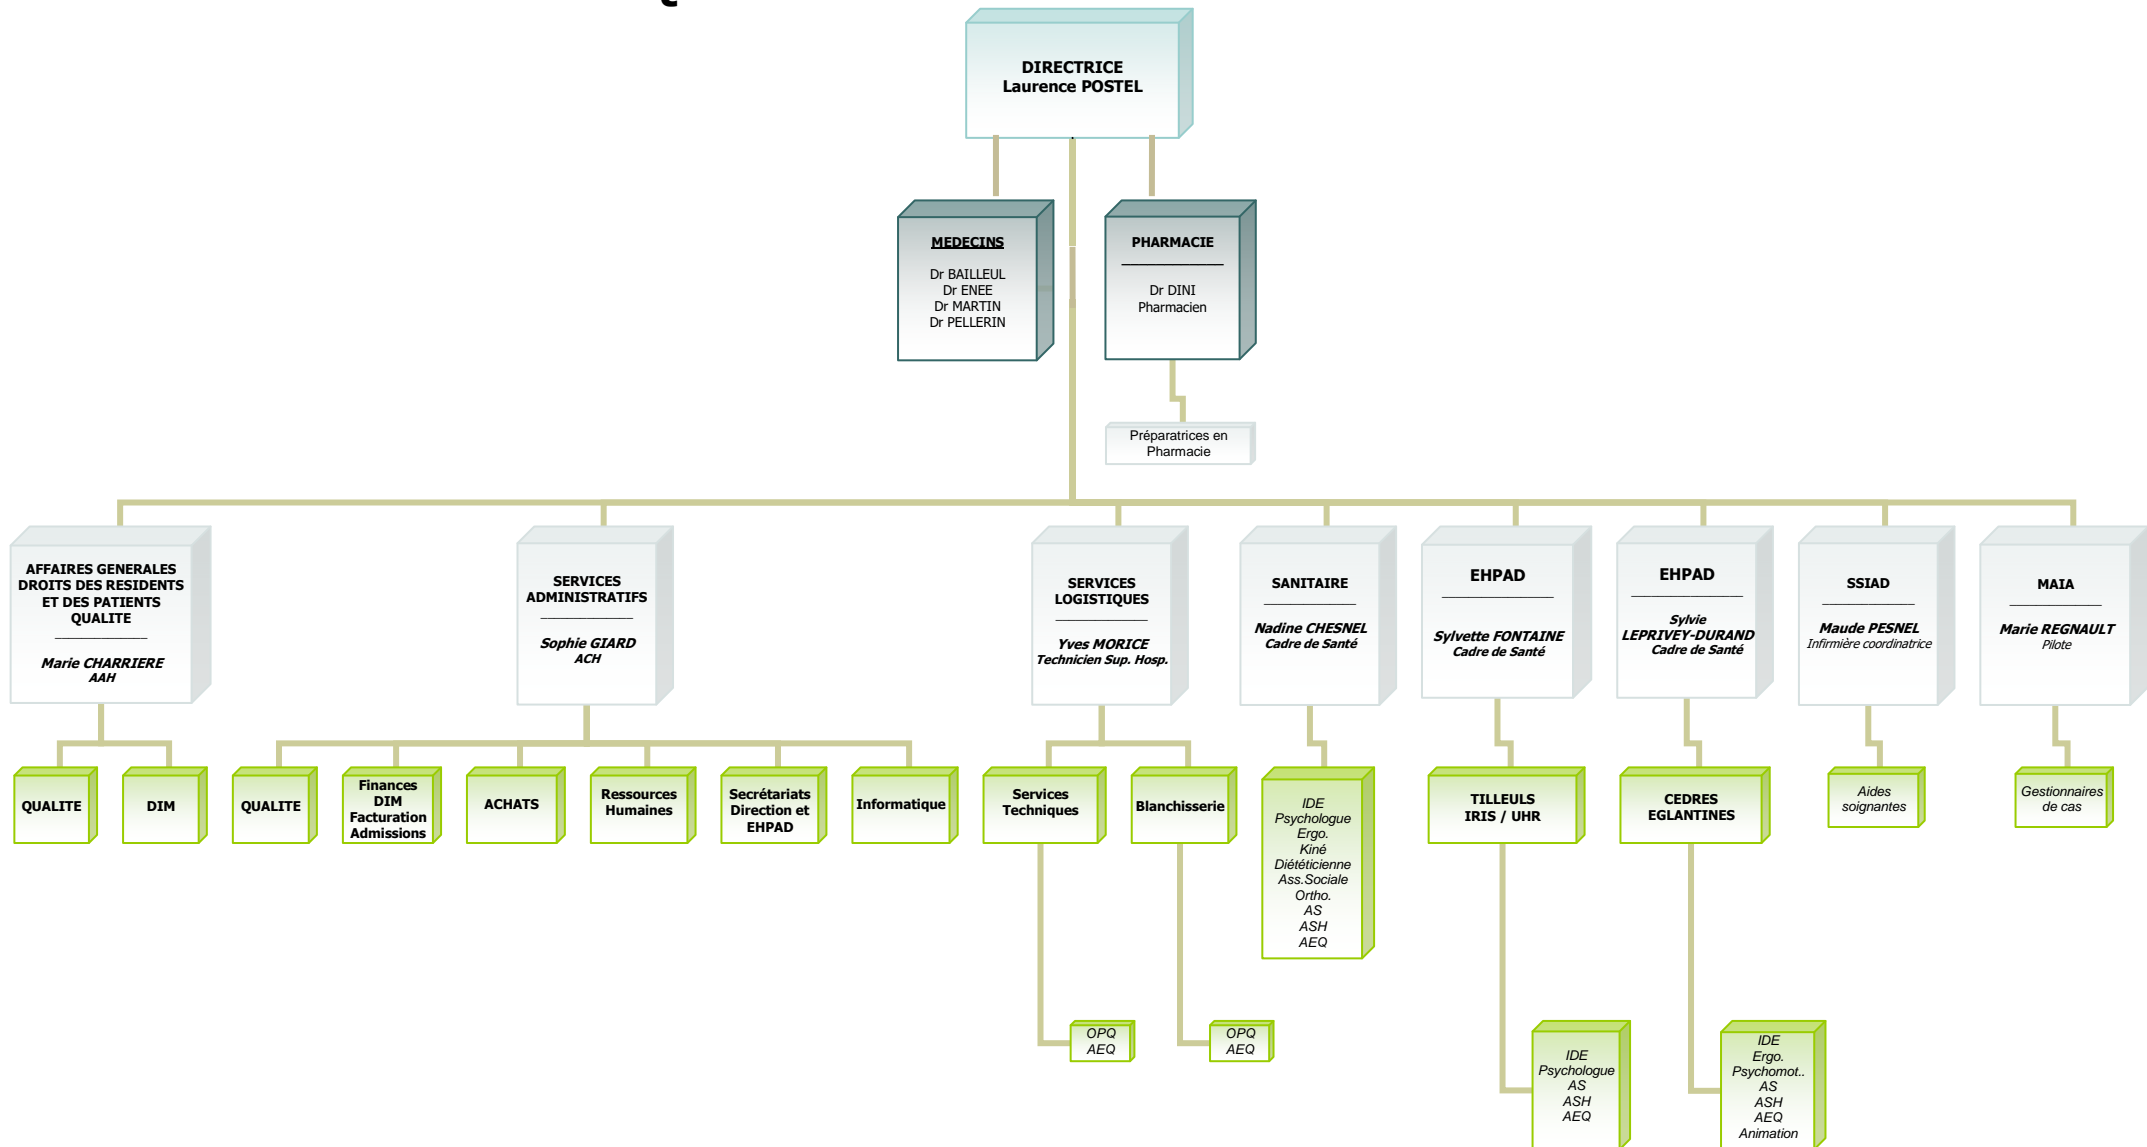 DIRECTRICE
Laurence POSTEL
MEDECINS
Dr BAILLEUL
Dr ENEE
Dr MARTIN
Dr PELLERIN
PHARMACIE
Dr DINI
Pharmacien
Préparatrices en
Pharmacie
AFFAIRES GENERALES
DROITS DES RESIDENTS
ET DES PATIENTS
QUALITE
Marie CHARRIERE
AAH
SERVICES
ADMINISTRATIFS
Sophie GIARD
ACH
SERVICES
LOGISTIQUES
Yves MORICE
Technicien Sup. Hosp.
SANITAIRE
Nadine CHESNEL
Cadre de Santé
EHPAD
Sylvette FONTAINE
Cadre de Santé
EHPAD
Sylvie
LEPRIVEY-DURAND
Cadre de Santé
SSIAD
Maude PESNEL
Infirmière coordinatrice
MAIA
Marie REGNAULT
Pilote
QUALITE
DIM
QUALITE
Finances
DIM
Facturation
Admissions
ACHATS
Ressources
Humaines
Secrétariats
Direction et
EHPAD
Informatique
Services
Techniques
Blanchisserie
IDE
Psychologue
Ergo.
Kiné
Diététicienne
Ass.Sociale
Ortho.
AS
ASH
AEQ
TILLEULS
IRIS / UHR
CEDRES
EGLANTINES
Aides
soignantes
Gestionnaires
de cas
OPQ
AEQ
OPQ
AEQ
IDE
Psychologue
AS
ASH
AEQ
IDE
Ergo.
Psychomot..
AS
ASH
AEQ
Animation